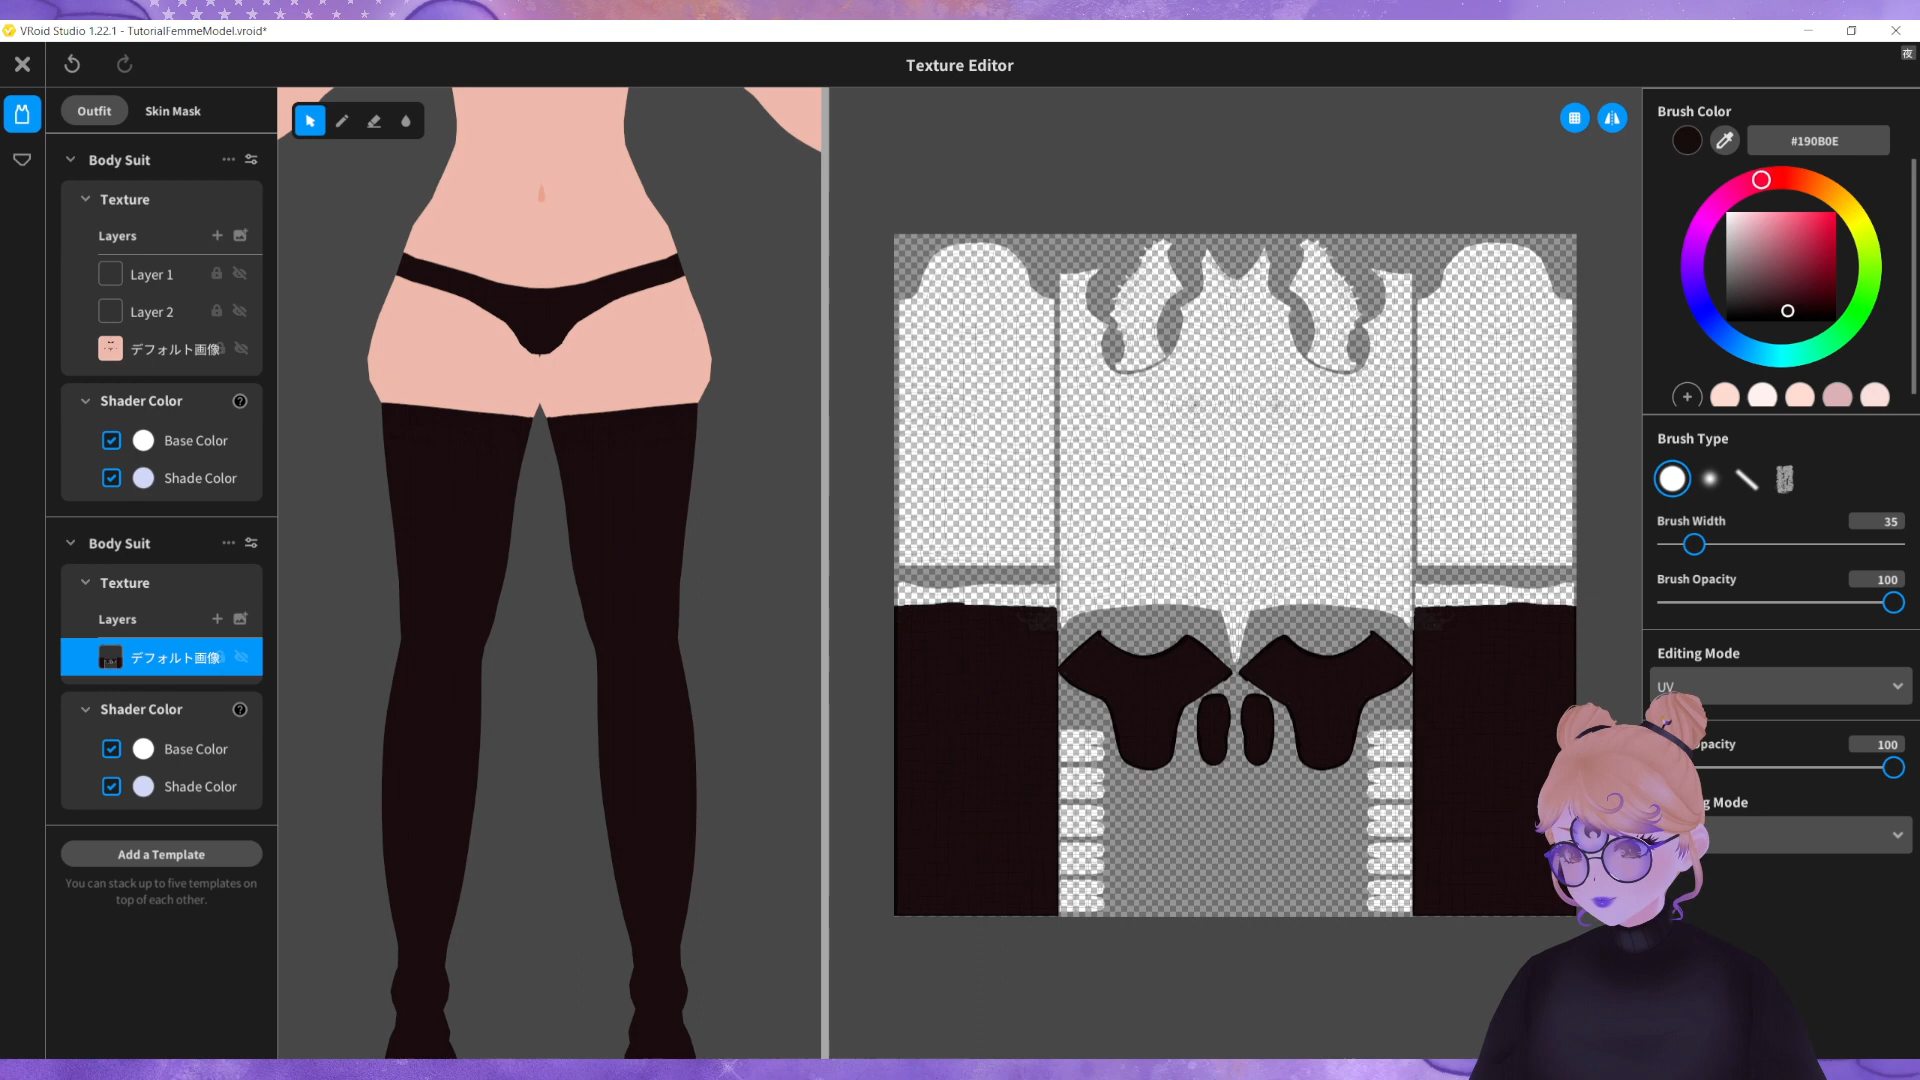 VRoid Studio 1.22.1 - TutorialFemmeModel.vroid*
夜
Texture Editor
Outfit
Skin Mask
Body Suit
Texture
Layers
Layer 1
Layer 2
デフォルト画像
Shader Color
?
Base Color
Shade Color
Body Suit
Texture
Layers
デフォルト画像
Shader Color
?
Base Color
Shade Color
Add a Template
You can stack up to five templates on
top of each other.
Brush Color
#190B0E
Brush Type
Brush Width
35
Brush Opacity
100
Editing Mode
UV
pacity
100
g Mode